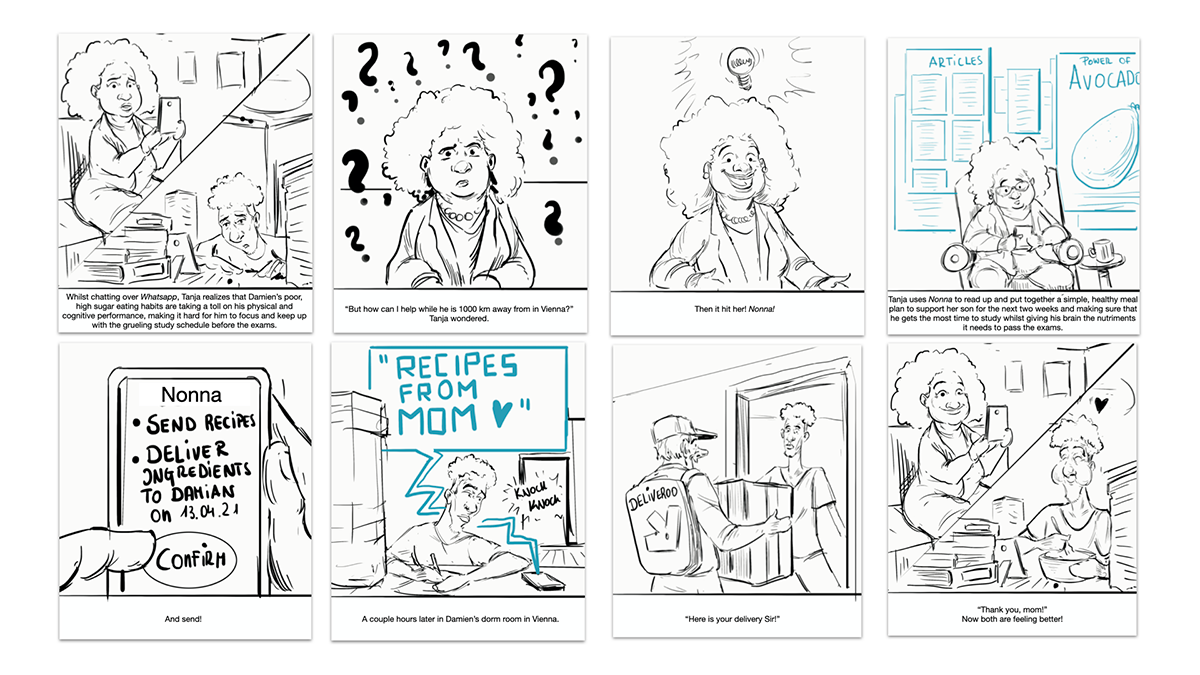 Whilst chatting over Whatsapp, Tanja realizes that Damien's poor,
high sugar eating habits are taking a toll on his physical and
cognitive performance, making it hard for him to focus and keep up
with the grueling study schedule before the exams.
?
"But how can I help while he is 1000 km away from in Vienna?"
Tanja wondered.
Then it hit her! Nonna!
ARTICLES
POWER OF
AVOCADO
Tanja uses Nonna to read up and put together a simple, healthy meal
plan to support her son for the next two weeks and making sure that
he gets the most time to study whilst giving his brain the nutriments
it needs to pass the exams.
Nonna
• SEND RECIPES
• DELIVER
INGREDIENTS
TO DAMIAN
ON 13.04.21
CONFIRM
And send!
"RECIPES
FROM
MOM ♥"
KNOCK
KNOCK
A couple hours later in Damien's dorm room in Vienna.
DELIVEROO
"Here is your delivery Sir!"
"Thank you, mom!"
Now both are feeling better!